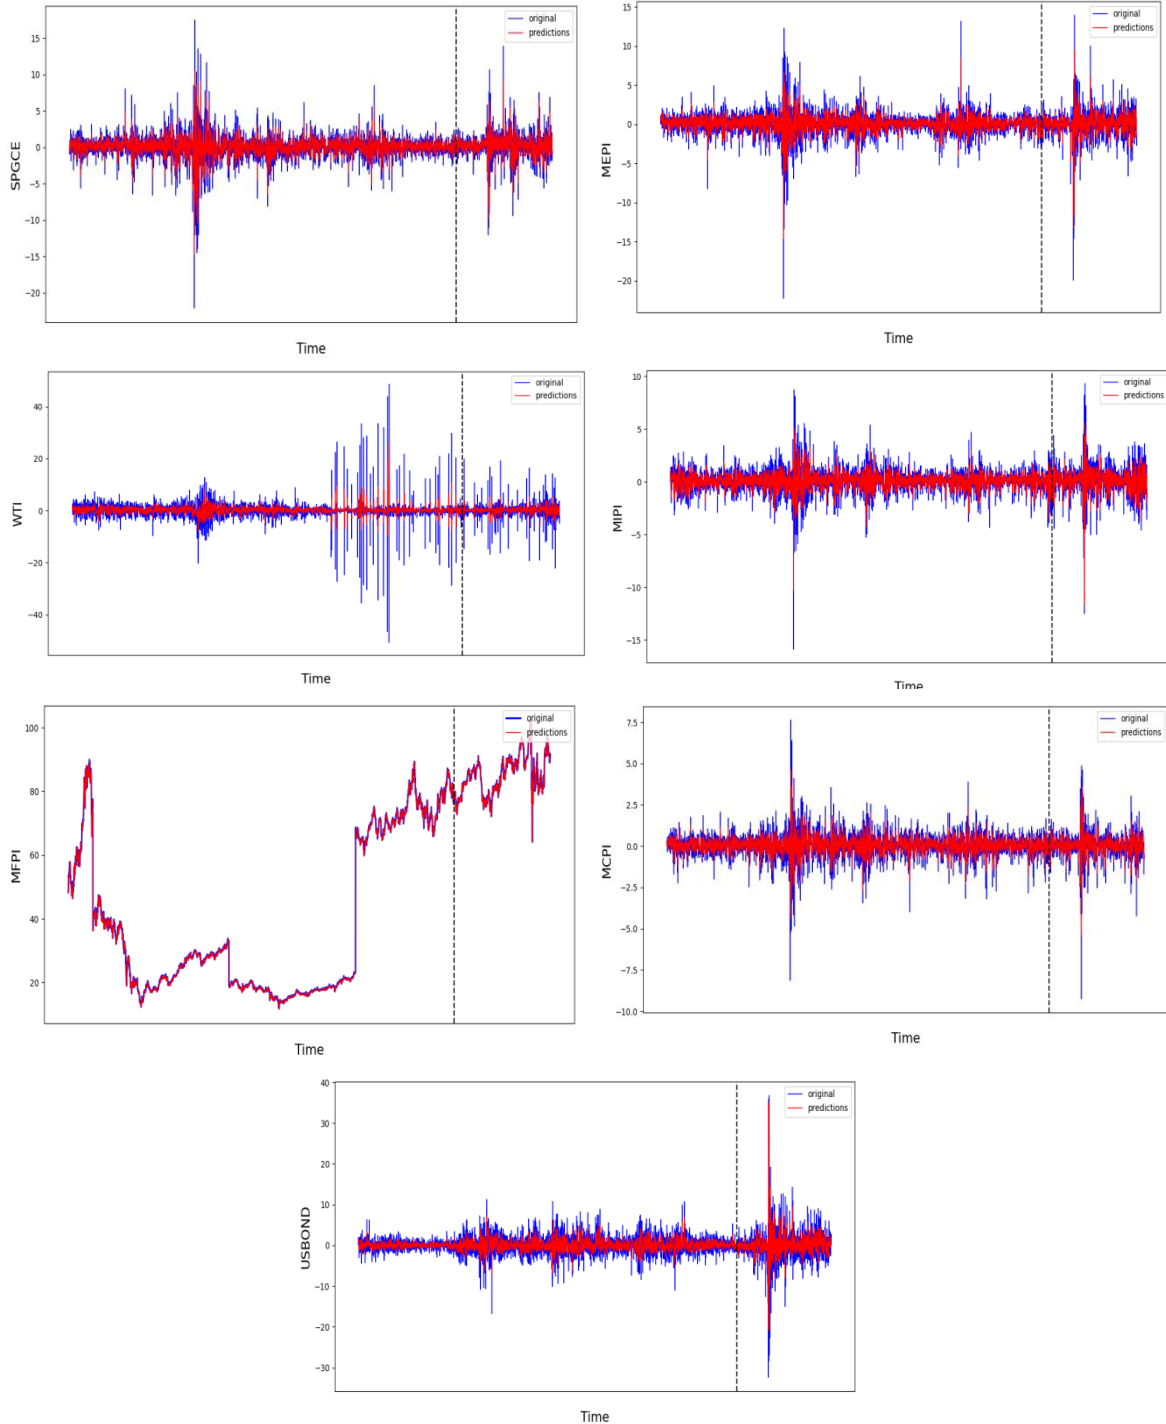 original
predictions
15
10
5
0
−5
−10
−15
−20
SPGCE
Time
original
predictions
15
10
5
0
−5
−10
−15
−20
MEPI
Time
original
predictions
40
20
0
−20
−40
WTI
Time
original
predictions
10
5
0
−5
−10
−15
MIPI
Time
original
predictions
100
80
60
40
20
MFPI
Time
original
predictions
7.5
5.0
2.5
0.0
−2.5
−5.0
−7.5
−10.0
MCPI
Time
original
predictions
40
30
20
10
0
−10
−20
−30
USBOND
Time